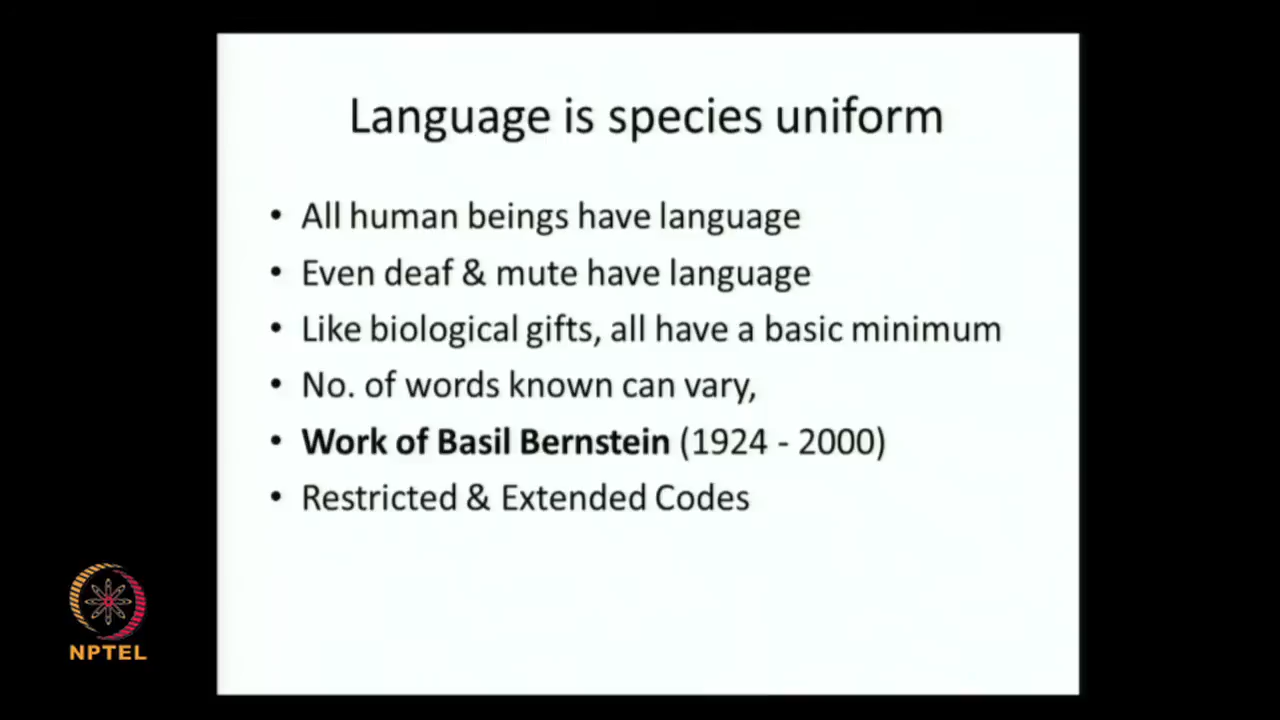 Language is species uniform
• All human beings have language
• Even deaf & mute have language
• Like biological gifts, all have a basic minimum
• No. of words known can vary,
• Work of Basil Bernstein (1924 - 2000)
• Restricted & Extended Codes
NPTEL